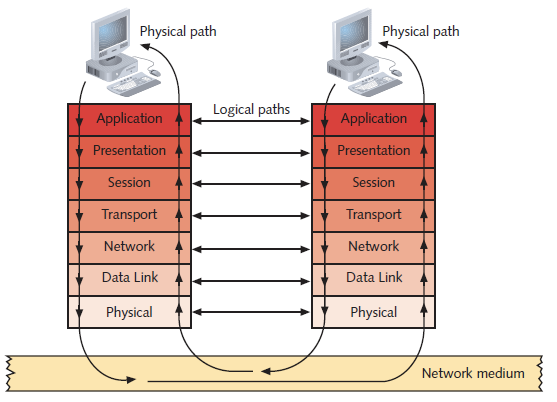 Physical path
Physical path
Logical paths
Application
Application
Presentation
Presentation
Session
Session
Transport
Transport
Network
Network
Data Link
Data Link
Physical
Physical
Network medium